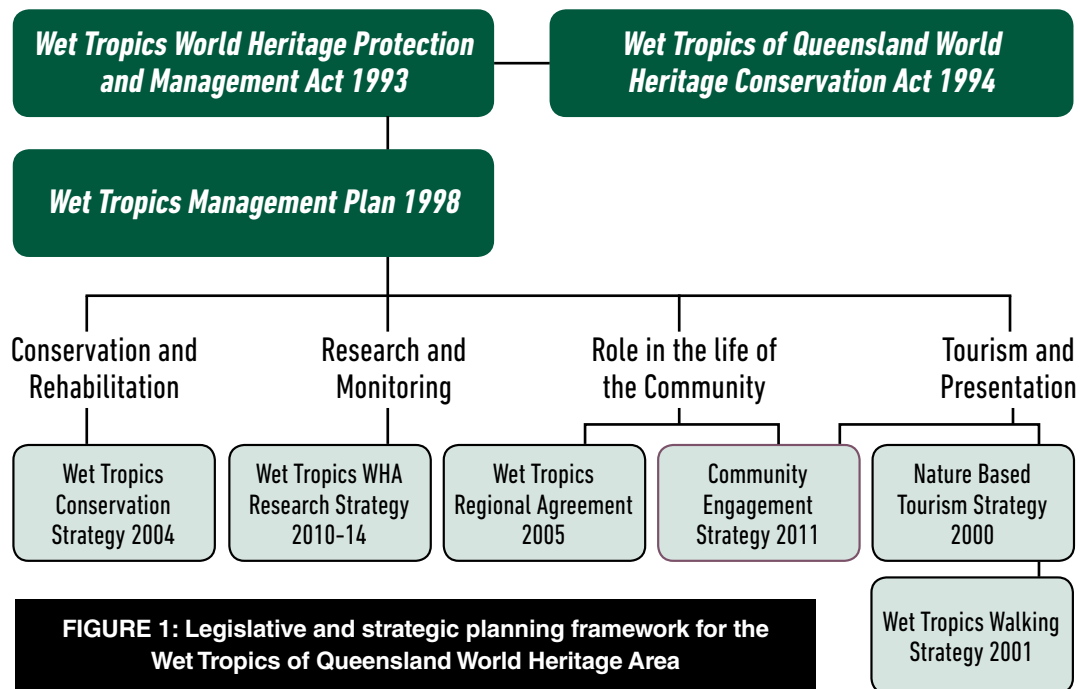 Wet Tropics World Heritage Protection
and Management Act 1993
Wet Tropics of Queensland World
Heritage Conservation Act 1994
Wet Tropics Management Plan 1998
Conservation and
Rehabilitation
Research and
Monitoring
Role in the life of
the Community
Tourism and
Presentation
Wet Tropics
Conservation
Strategy 2004
Wet Tropics WHA
Research Strategy
2010-14
Wet Tropics
Regional Agreement
2005
Community
Engagement
Strategy 2011
Nature Based
Tourism Strategy
2000
Wet Tropics Walking
Strategy 2001
FIGURE 1: Legislative and strategic planning framework for the
Wet Tropics of Queensland World Heritage Area